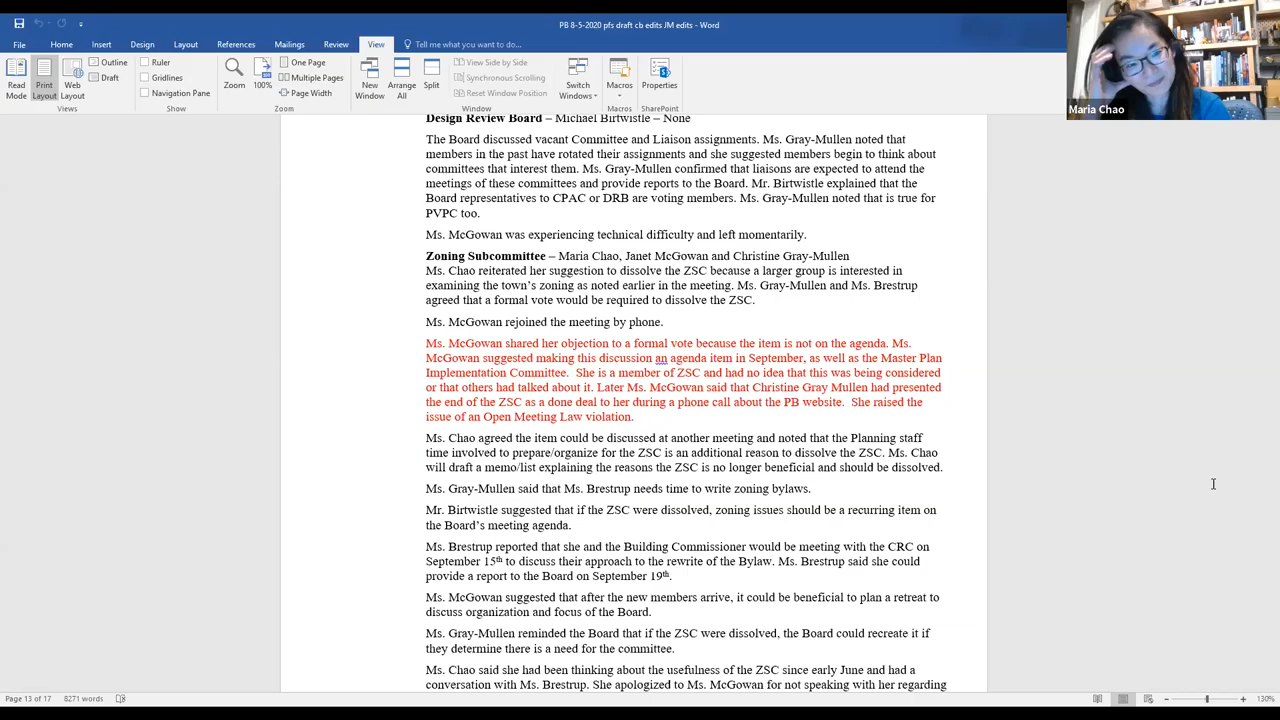 PB 8-5-2020 pfs draft cb edits JM edits - Word
File Home Insert Design Layout References Mailings Review View Tell me what you want to do...
Read Mode
Print Layout
Web Layout
Outline
Draft
Views
Ruler
Gridlines
Navigation Pane
Show
Zoom
100%
One Page
Multiple Pages
Page Width
Zoom
New Window
Arrange All
Split
View Side by Side
Synchronous Scrolling
Reset Window Position
Window
Switch Windows
Macros
Macros
Properties
SharePoint
Maria Chao
Design Review Board – Michael Birtwistle – None
The Board discussed vacant Committee and Liaison assignments. Ms. Gray-Mullen noted that
members in the past have rotated their assignments and she suggested members begin to think about
committees that interest them. Ms. Gray-Mullen confirmed that liaisons are expected to attend the
meetings of these committees and provide reports to the Board. Mr. Birtwistle explained that the
Board representatives to CPAC or DRB are voting members. Ms. Gray-Mullen noted that is true for
PVPC too.
Ms. McGowan was experiencing technical difficulty and left momentarily.
Zoning Subcommittee – Maria Chao, Janet McGowan and Christine Gray-Mullen
Ms. Chao reiterated her suggestion to dissolve the ZSC because a larger group is interested in
examining the town's zoning as noted earlier in the meeting. Ms. Gray-Mullen and Ms. Brestrup
agreed that a formal vote would be required to dissolve the ZSC.
Ms. McGowan rejoined the meeting by phone.
Ms. McGowan shared her objection to a formal vote because the item is not on the agenda. Ms.
McGowan suggested making this discussion an agenda item in September, as well as the Master Plan
Implementation Committee. She is a member of ZSC and had no idea that this was being considered
or that others had talked about it. Later Ms. McGowan said that Christine Gray Mullen had presented
the end of the ZSC as a done deal to her during a phone call about the PB website. She raised the
issue of an Open Meeting Law violation.
Ms. Chao agreed the item could be discussed at another meeting and noted that the Planning staff
time involved to prepare/organize for the ZSC is an additional reason to dissolve the ZSC. Ms. Chao
will draft a memo/list explaining the reasons the ZSC is no longer beneficial and should be dissolved.
Ms. Gray-Mullen said that Ms. Brestrup needs time to write zoning bylaws.
Mr. Birtwistle suggested that if the ZSC were dissolved, zoning issues should be a recurring item on
the Board's meeting agenda.
Ms. Brestrup reported that she and the Building Commissioner would be meeting with the CRC on
September 15th to discuss their approach to the rewrite of the Bylaw. Ms. Brestrup said she could
provide a report to the Board on September 19th.
Ms. McGowan suggested that after the new members arrive, it could be beneficial to plan a retreat to
discuss organization and focus of the Board.
Ms. Gray-Mullen reminded the Board that if the ZSC were dissolved, the Board could recreate it if
they determine there is a need for the committee.
Ms. Chao said she had been thinking about the usefulness of the ZSC since early June and had a
conversation with Ms. Brestrup. She apologized to Ms. McGowan for not speaking with her regarding
Page 13 of 17 8271 words
130%